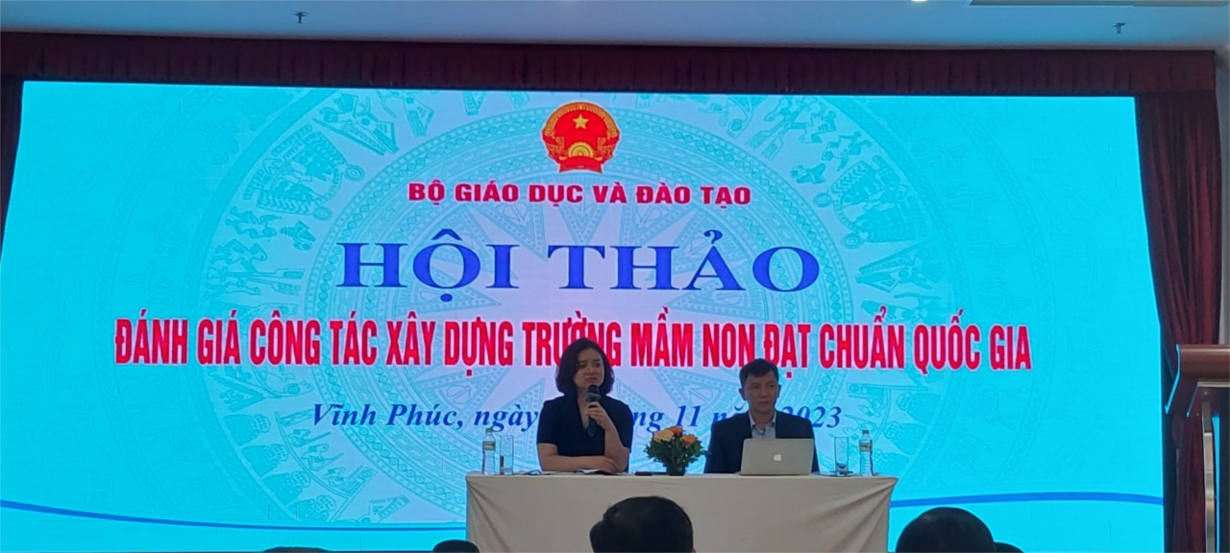 BỘ GIÁO DỤC VÀ ĐÀO TẠO
HỘI THẢO
ĐÁNH GIÁ CÔNG TÁC XÂY DỰNG TRƯỜNG MẦM NON ĐẠT CHUẨN QUỐC GIA
Vĩnh Phúc, ngày 11 2023